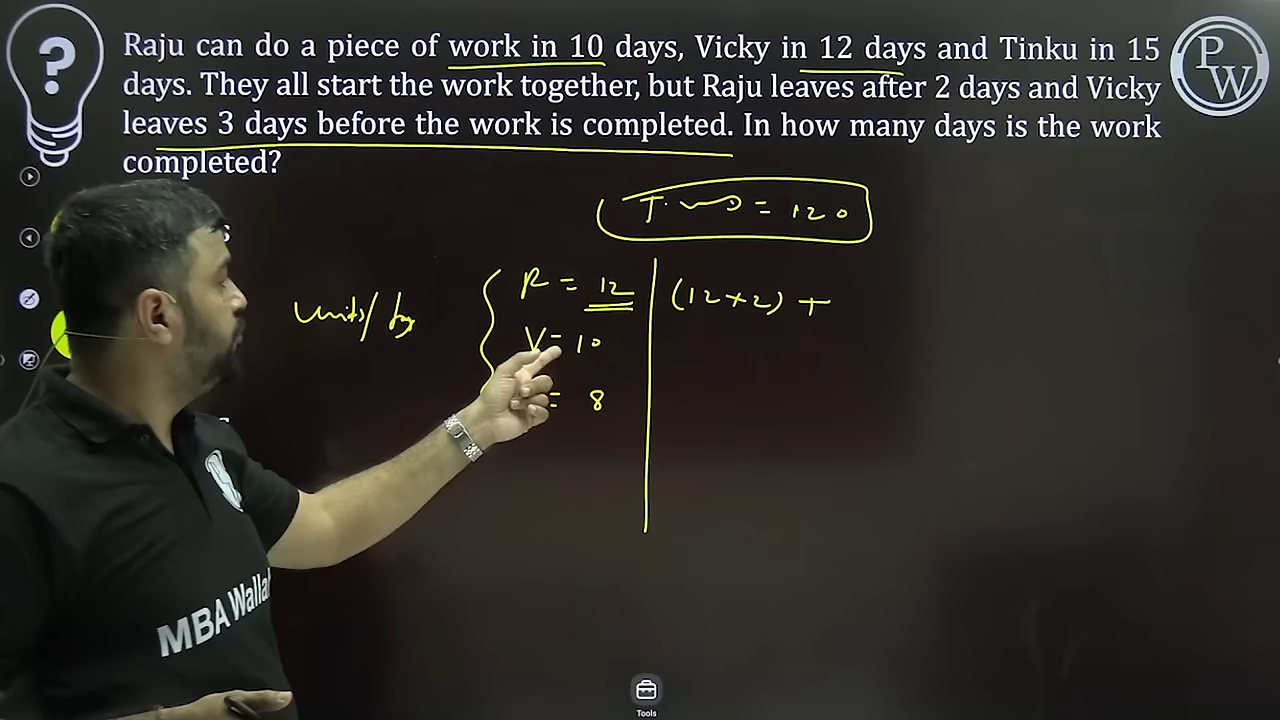 Raju can do a piece of work in 10 days, Vicky in 12 days and Tinku in 15
days. They all start the work together, but Raju leaves after 2 days and Vicky
leaves 3 days before the work is completed. In how many days is the work
completed?
P
W
= 120
R = 12 (12×2) +
V = 10
= 8
units/
MBA Wallah
Tools